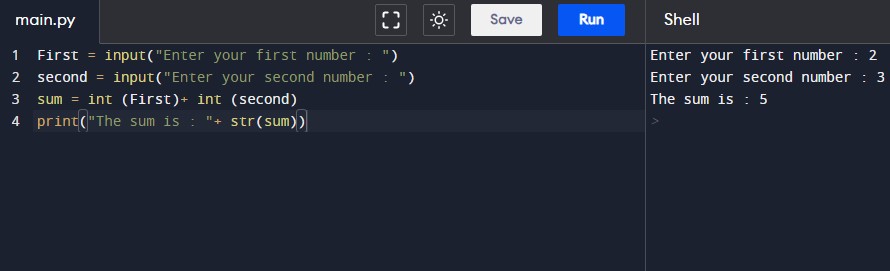 main.py Save Run Shell
1 First = input("Enter your first number : ")
2 second = input("Enter your second number : ")
3 sum = int (First)+ int (second)
4 print("The sum is : "+ str(sum))
Enter your first number : 2
Enter your second number : 3
The sum is : 5
>